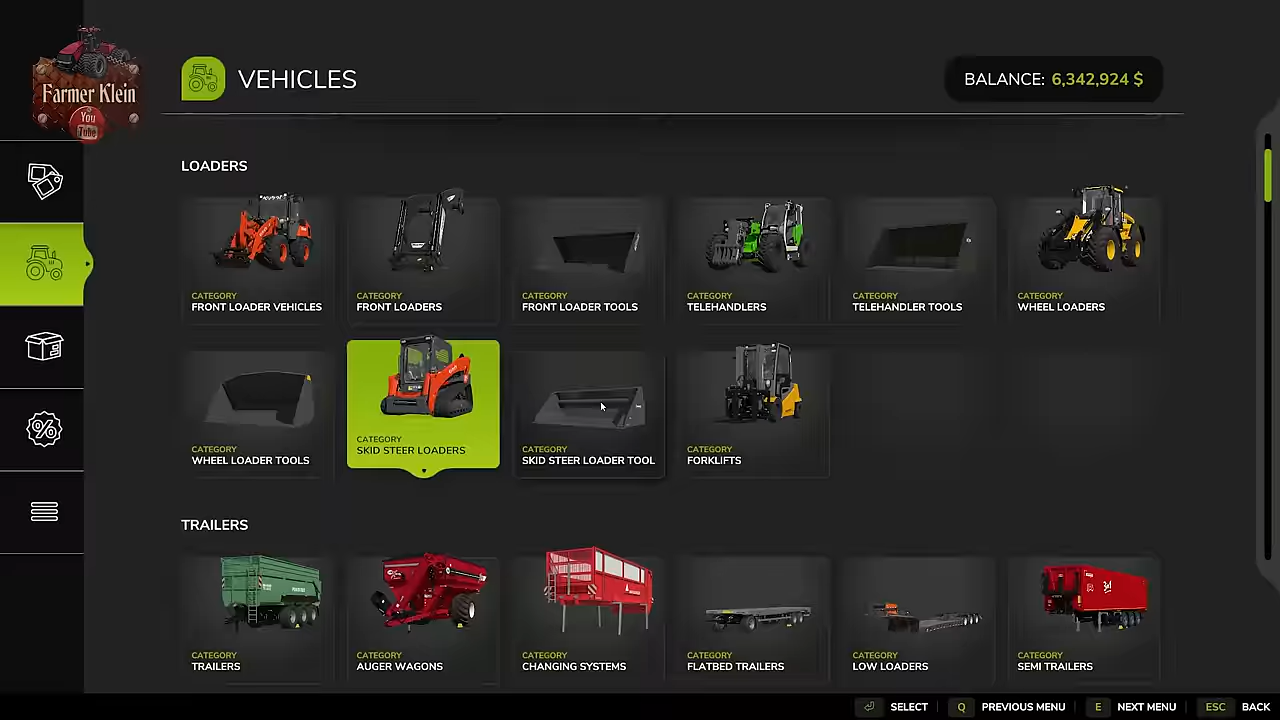 Farmer Klein
You
Tube
VEHICLES
BALANCE: 6,342,924 $
LOADERS
CATEGORY
FRONT LOADER VEHICLES
CATEGORY
FRONT LOADERS
CATEGORY
FRONT LOADER TOOLS
CATEGORY
TELEHANDLERS
CATEGORY
TELEHANDLER TOOLS
CATEGORY
WHEEL LOADERS
CATEGORY
WHEEL LOADER TOOLS
CATEGORY
SKID STEER LOADERS
CATEGORY
SKID STEER LOADER TOOL
CATEGORY
FORKLIFTS
TRAILERS
CATEGORY
TRAILERS
CATEGORY
AUGER WAGONS
CATEGORY
CHANGING SYSTEMS
CATEGORY
FLATBED TRAILERS
CATEGORY
LOW LOADERS
CATEGORY
SEMI TRAILERS
SELECT Q PREVIOUS MENU E NEXT MENU ESC BACK